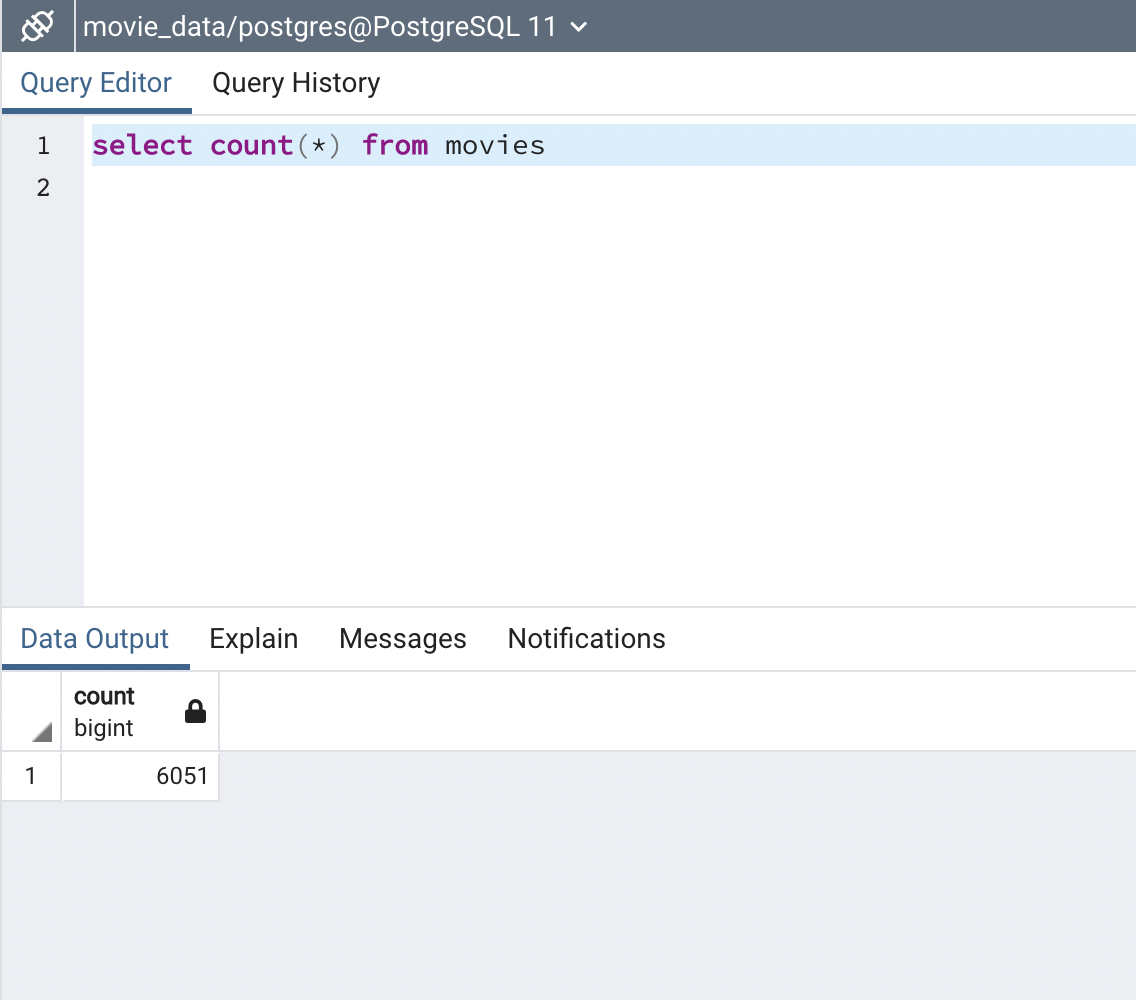 movie_data/postgres@PostgreSQL 11
Query Editor Query History
1 select count(*) from movies
2
Data Output Explain Messages Notifications
count
bigint
1 6051